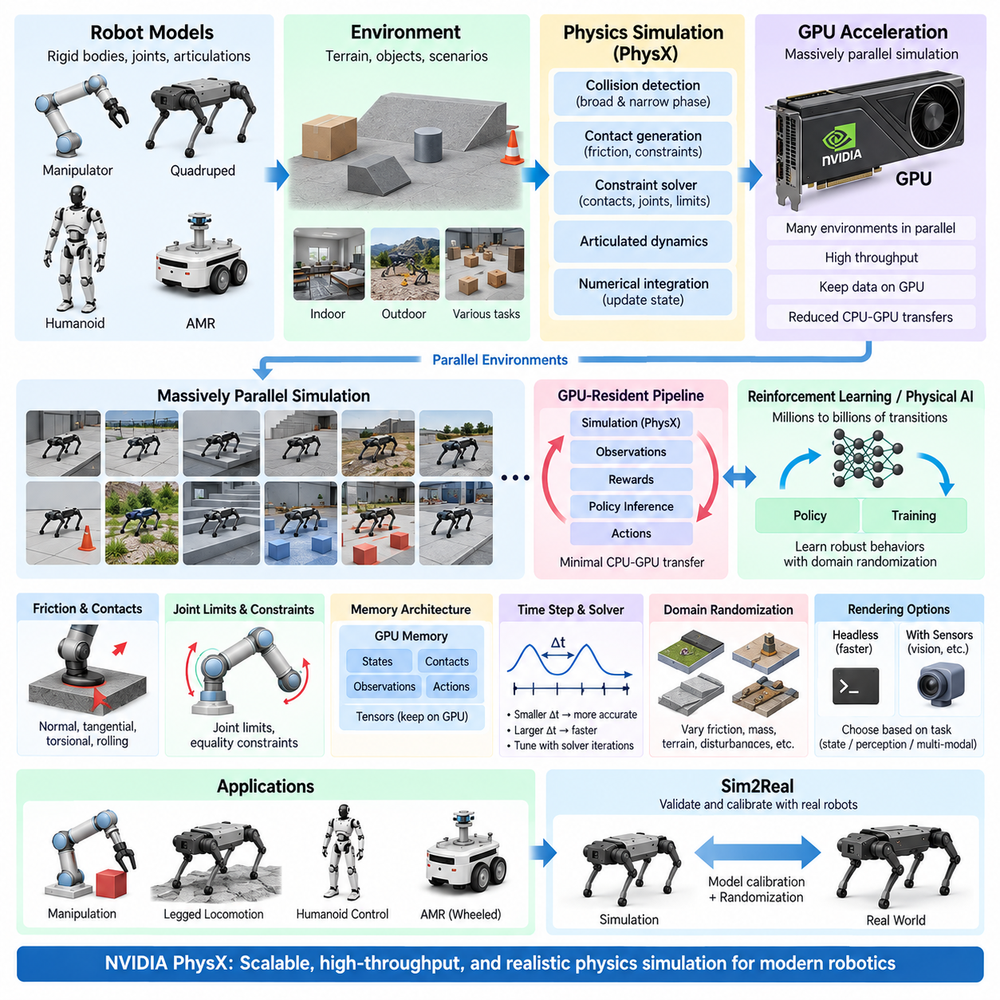 Robot Models
Rigid bodies, joints, articulations
Manipulator
Quadruped
Humanoid
AMR
Environment
Terrain, objects, scenarios
Indoor
Outdoor
Various tasks
Physics Simulation
(PhysX)
Collision detection
(broad & narrow phase)
Contact generation
(friction, constraints)
Constraint solver
(contacts, joints, limits)
Articulated dynamics
Numerical integration
(update state)
GPU Acceleration
Massively parallel simulation
NVIDIA
GPU
Many environments in parallel
High throughput
Keep data on GPU
Reduced CPU-GPU transfers
Parallel Environments
Massively Parallel Simulation
...
GPU-Resident Pipeline
Simulation (PhysX)
Observations
Rewards
Policy Inference
Actions
Minimal CPU-GPU transfer
Reinforcement Learning / Physical AI
Millions to billions of transitions
Policy
Training
Learn robust behaviors
with domain randomization
Friction & Contacts
Normal, tangential,
torsional, rolling
Joint Limits & Constraints
Joint limits,
equality constraints
Memory Architecture
GPU Memory
States
Contacts
Observations
Actions
Tensors (keep on GPU)
Time Step & Solver
Δt
• Smaller Δt → more accurate
• Larger Δt → faster
• Tune with solver iterations
Domain Randomization
Vary friction, mass,
terrain, disturbances, etc.
Rendering Options
Headless
(faster)
>_
With Sensors
(vision, etc.)
Choose based on task
(state / perception / multi-modal)
Applications
Manipulation
Legged Locomotion
Humanoid Control
AMR (Wheeled)
Sim2Real
Validate and calibrate with real robots
Simulation
Model calibration
+ Randomization
Real World
NVIDIA PhysX: Scalable, high-throughput, and realistic physics simulation for modern robotics